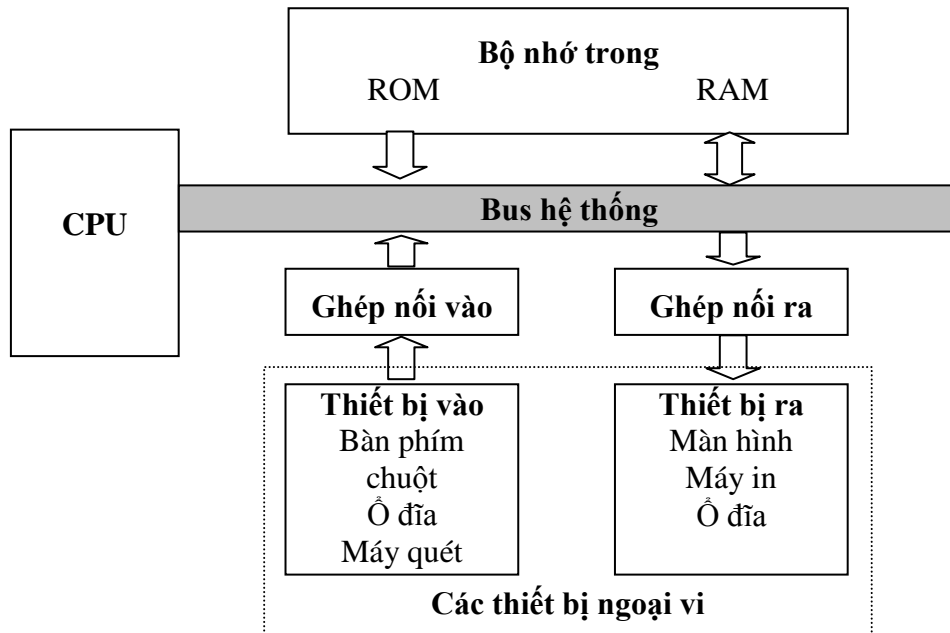 Bộ nhớ trong
ROM RAM
CPU
Bus hệ thống
Ghép nối vào
Ghép nối ra
Thiết bị vào
Bàn phím
chuột
Ổ đĩa
Máy quét
Thiết bị ra
Màn hình
Máy in
Ổ đĩa
Các thiết bị ngoại vi